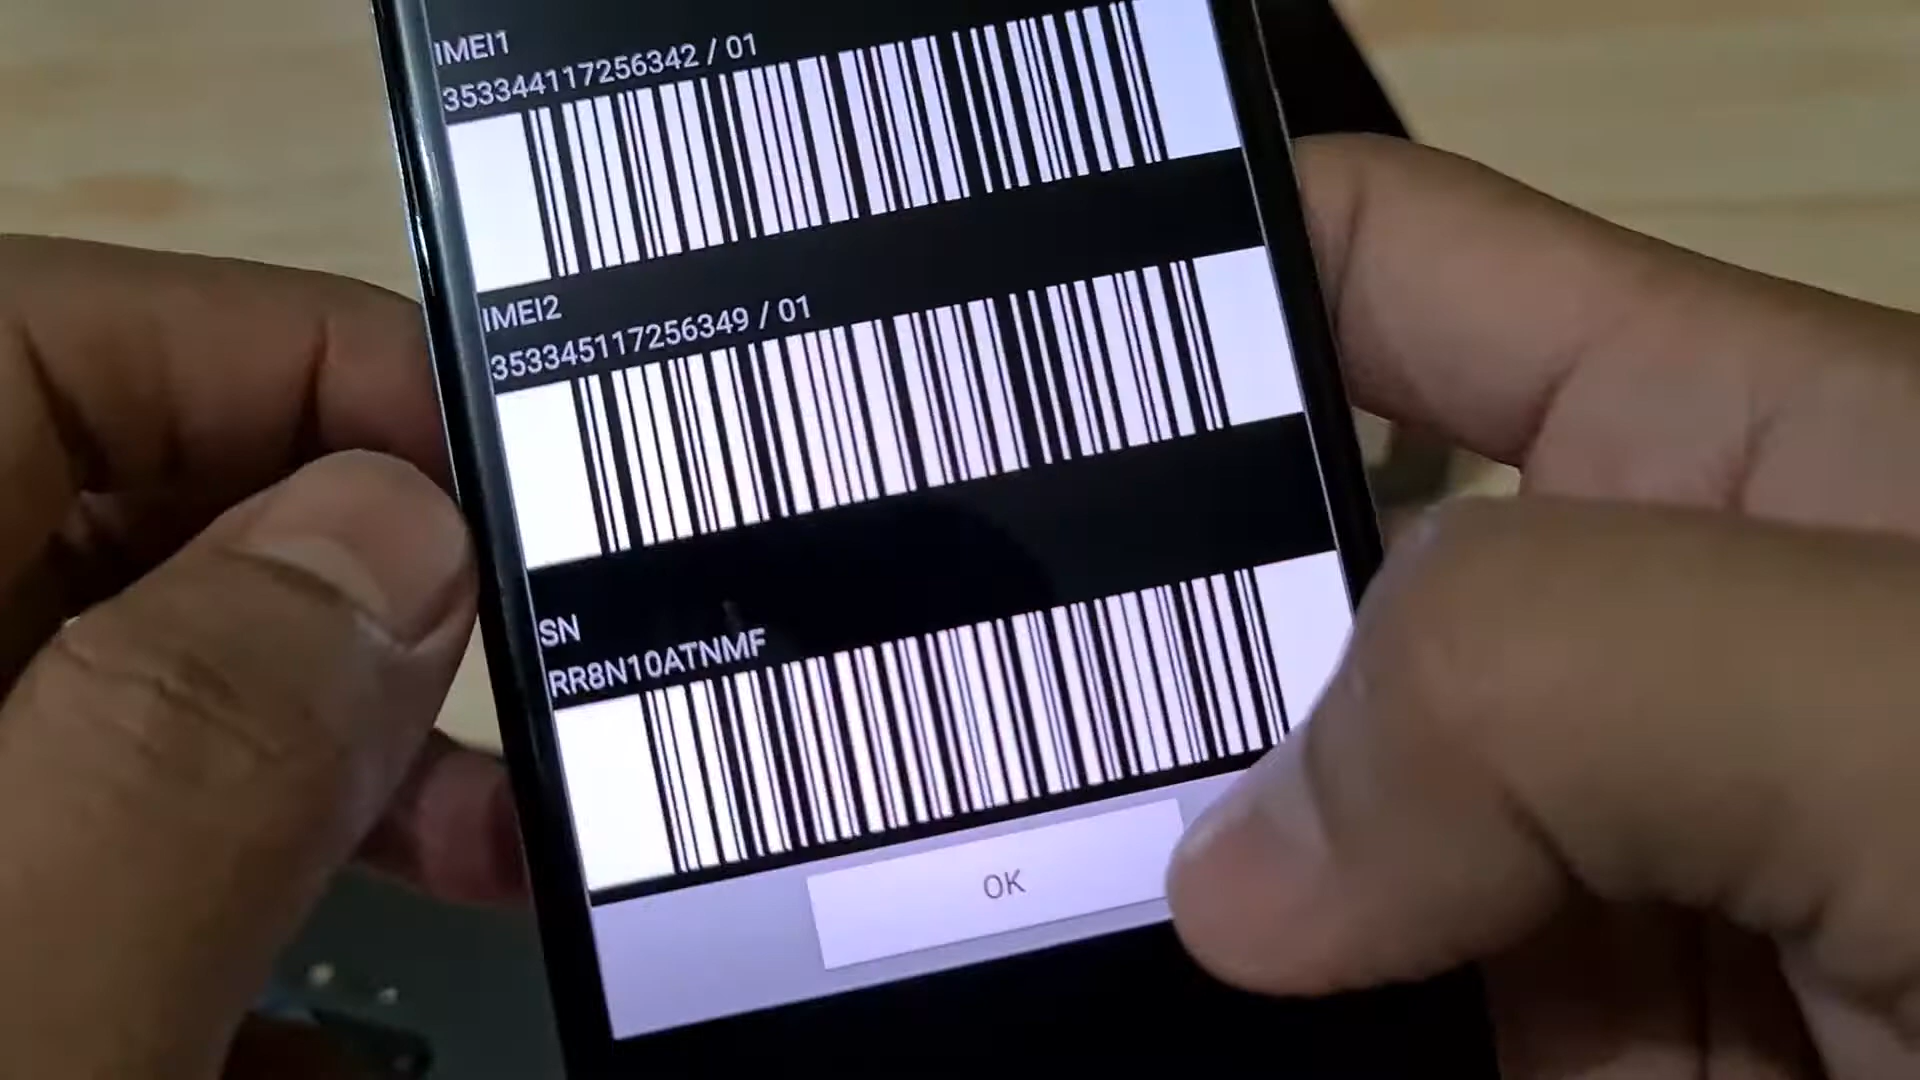 IMEI1
353344117256342 / 01
IMEI2
353345117256349 / 01
SN
RR8N10ATNMF
OK